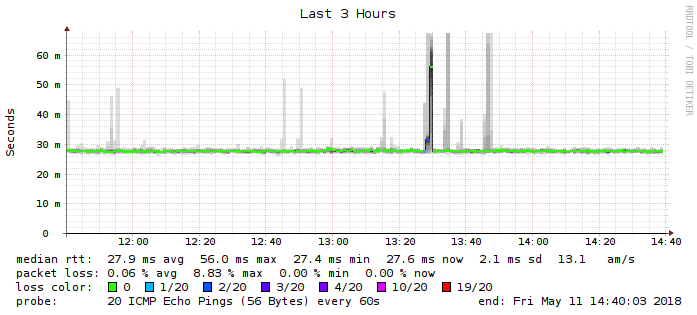 Last 3 Hours
RRDTOOL / TOBI OETIKER
Seconds
60 m
50 m
40 m
30 m
20 m
10 m
0
12:00 12:20 12:40 13:00 13:20 13:40 14:00 14:20 14:40
median rtt: 27.9 ms avg 56.0 ms max 27.4 ms min 27.6 ms now 2.1 ms sd 13.1 am/s
packet loss: 0.06 % avg 8.83 % max 0.00 % min 0.00 % now
loss color: 0 1/20 2/20 3/20 4/20 10/20 19/20
probe: 20 ICMP Echo Pings (56 Bytes) every 60s end: Fri May 11 14:40:03 2018